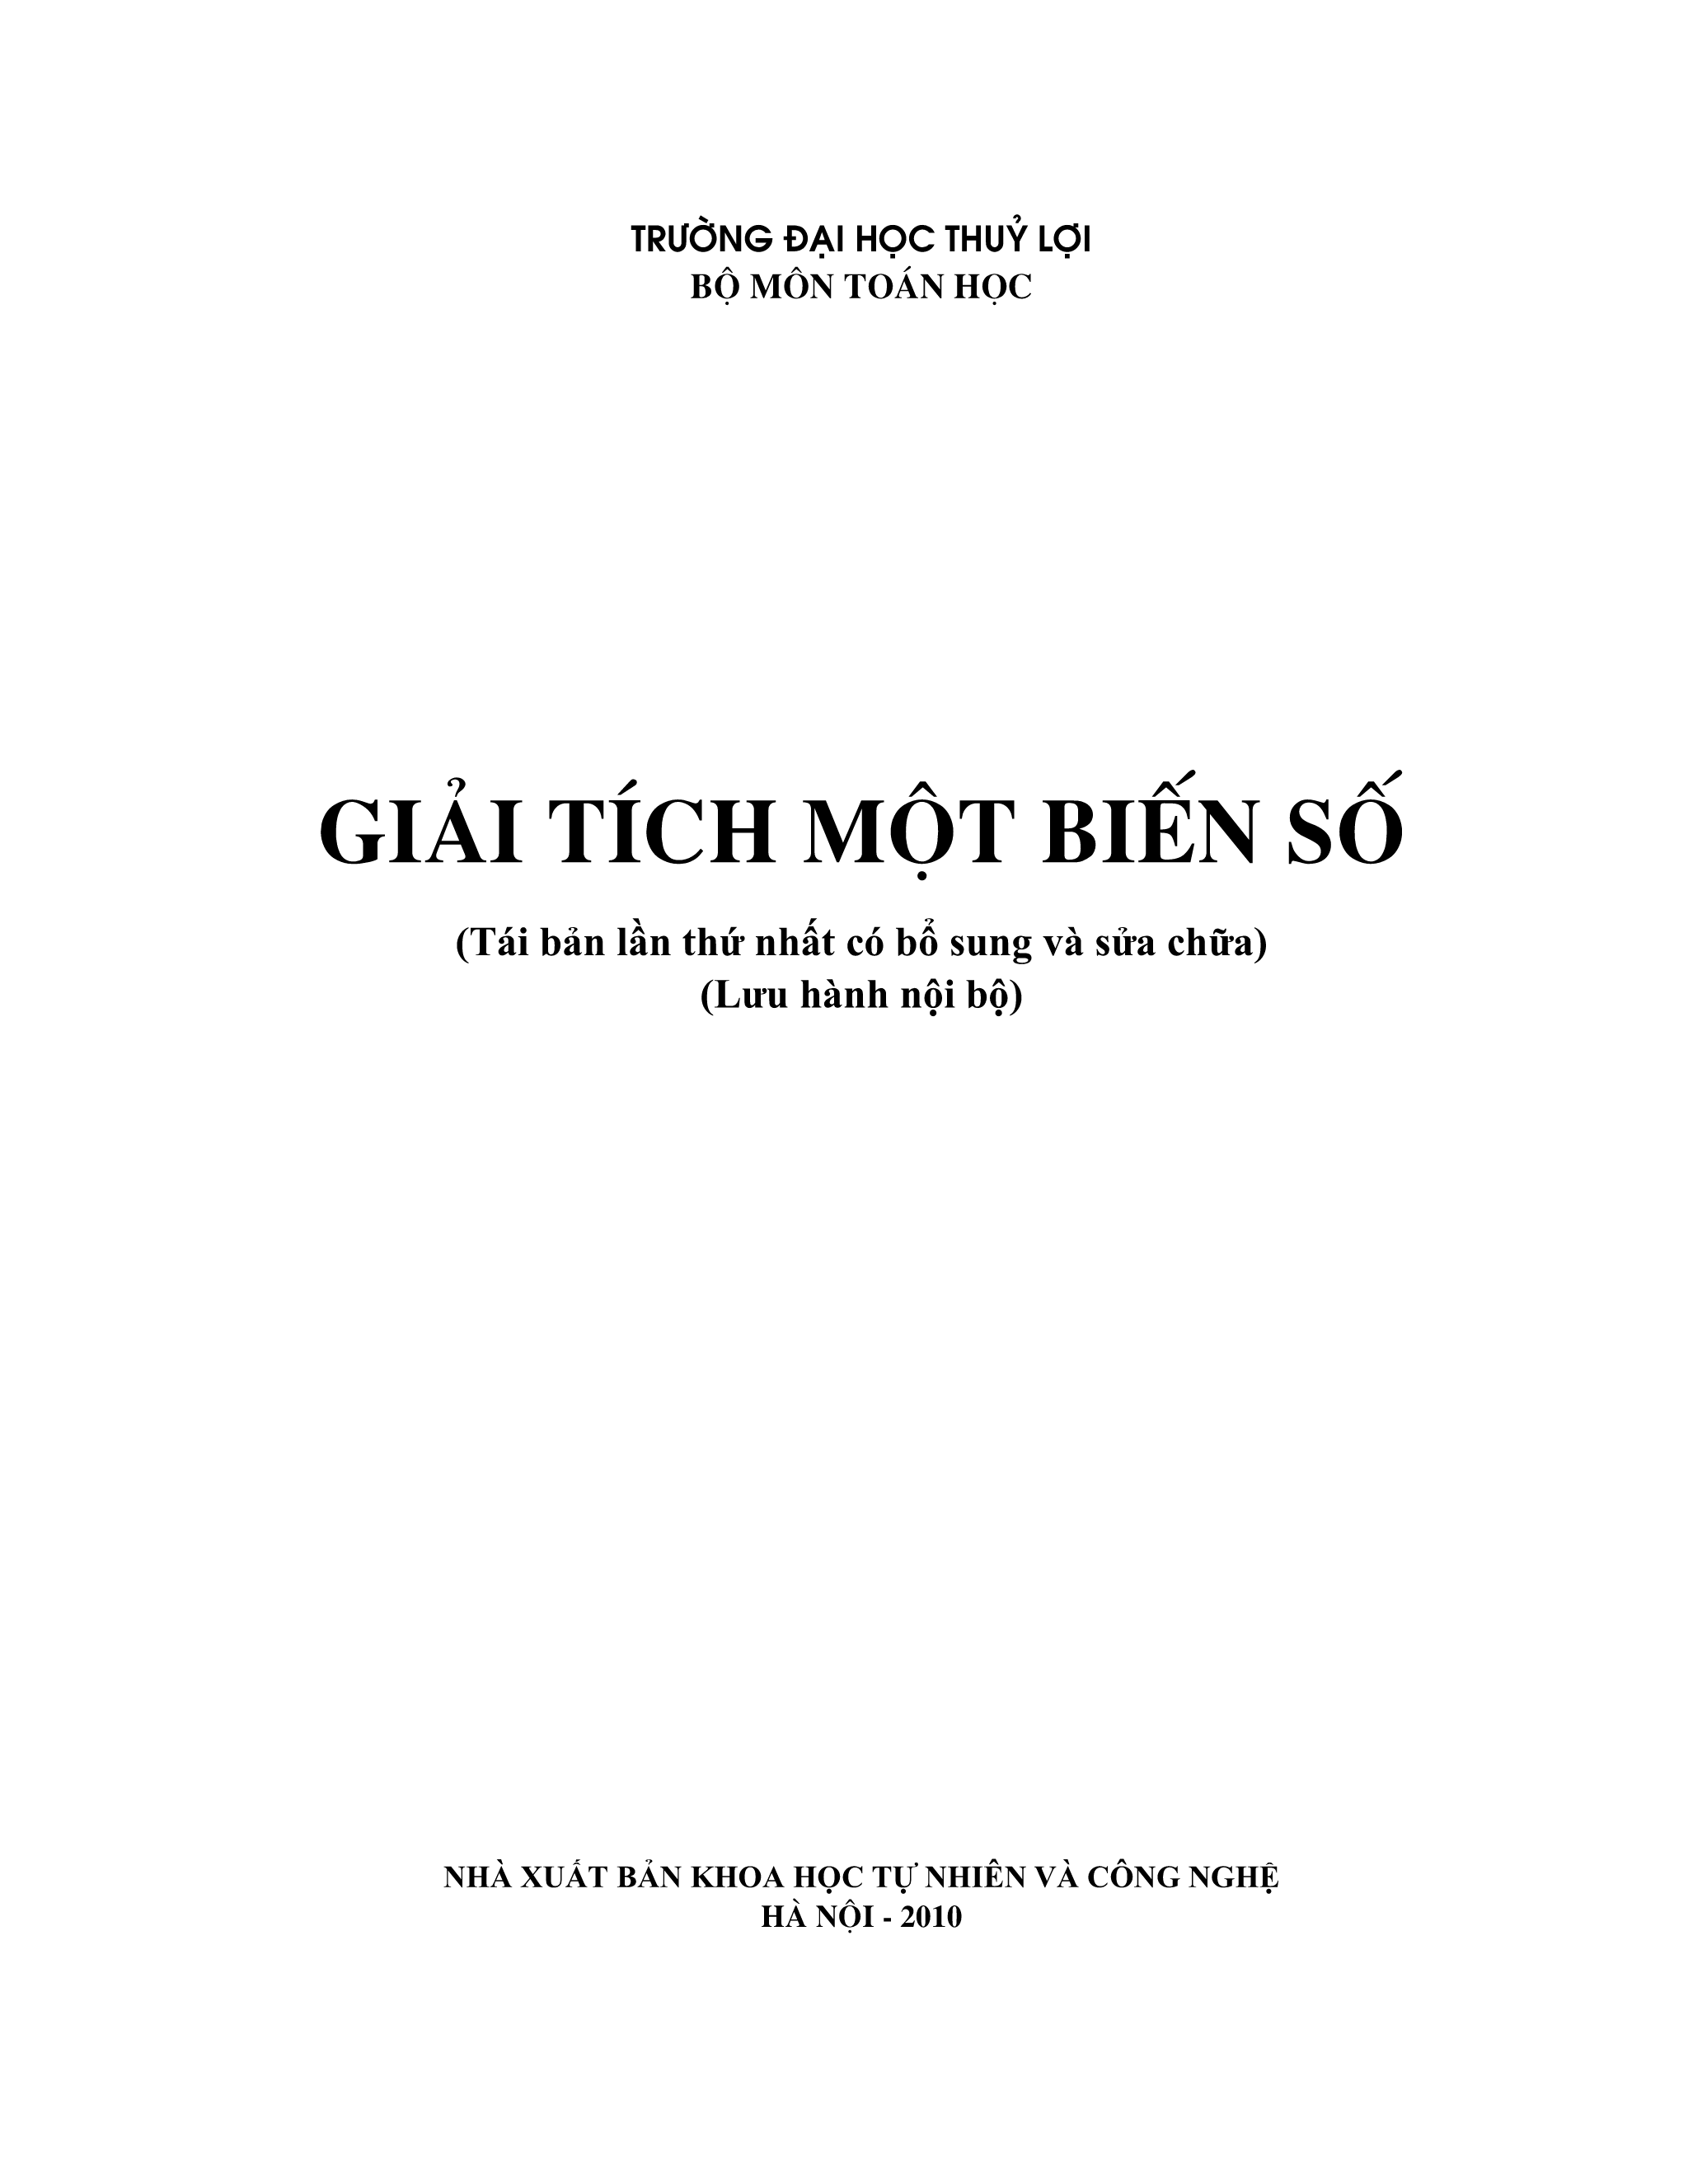 TRƯỜNG ĐẠI HỌC THUỶ LỢI
BỘ MÔN TOÁN HỌC
GIẢI TÍCH MỘT BIẾN SỐ
(Tái bản lần thứ nhất có bổ sung và sửa chữa)
(Lưu hành nội bộ)
NHÀ XUẤT BẢN KHOA HỌC TỰ NHIÊN VÀ CÔNG NGHỆ
HÀ NỘI - 2010